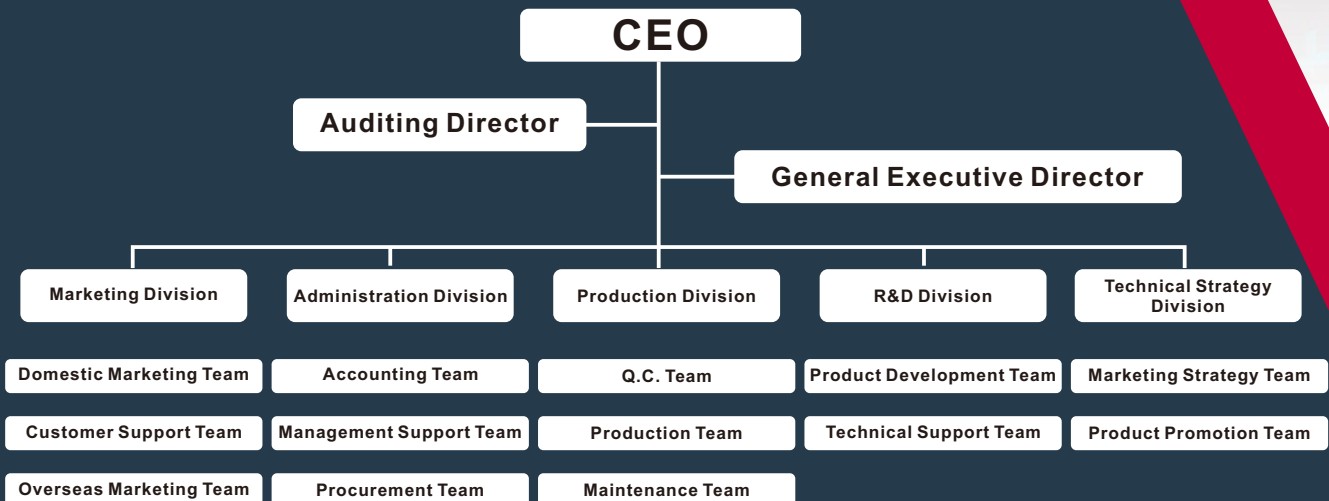 CEO
Auditing Director
General Executive Director
Marketing Division
Administration Division
Production Division
R&D Division
Technical Strategy
Division
Domestic Marketing Team
Accounting Team
Q.C. Team
Product Development Team
Marketing Strategy Team
Customer Support Team
Management Support Team
Production Team
Technical Support Team
Product Promotion Team
Overseas Marketing Team
Procurement Team
Maintenance Team